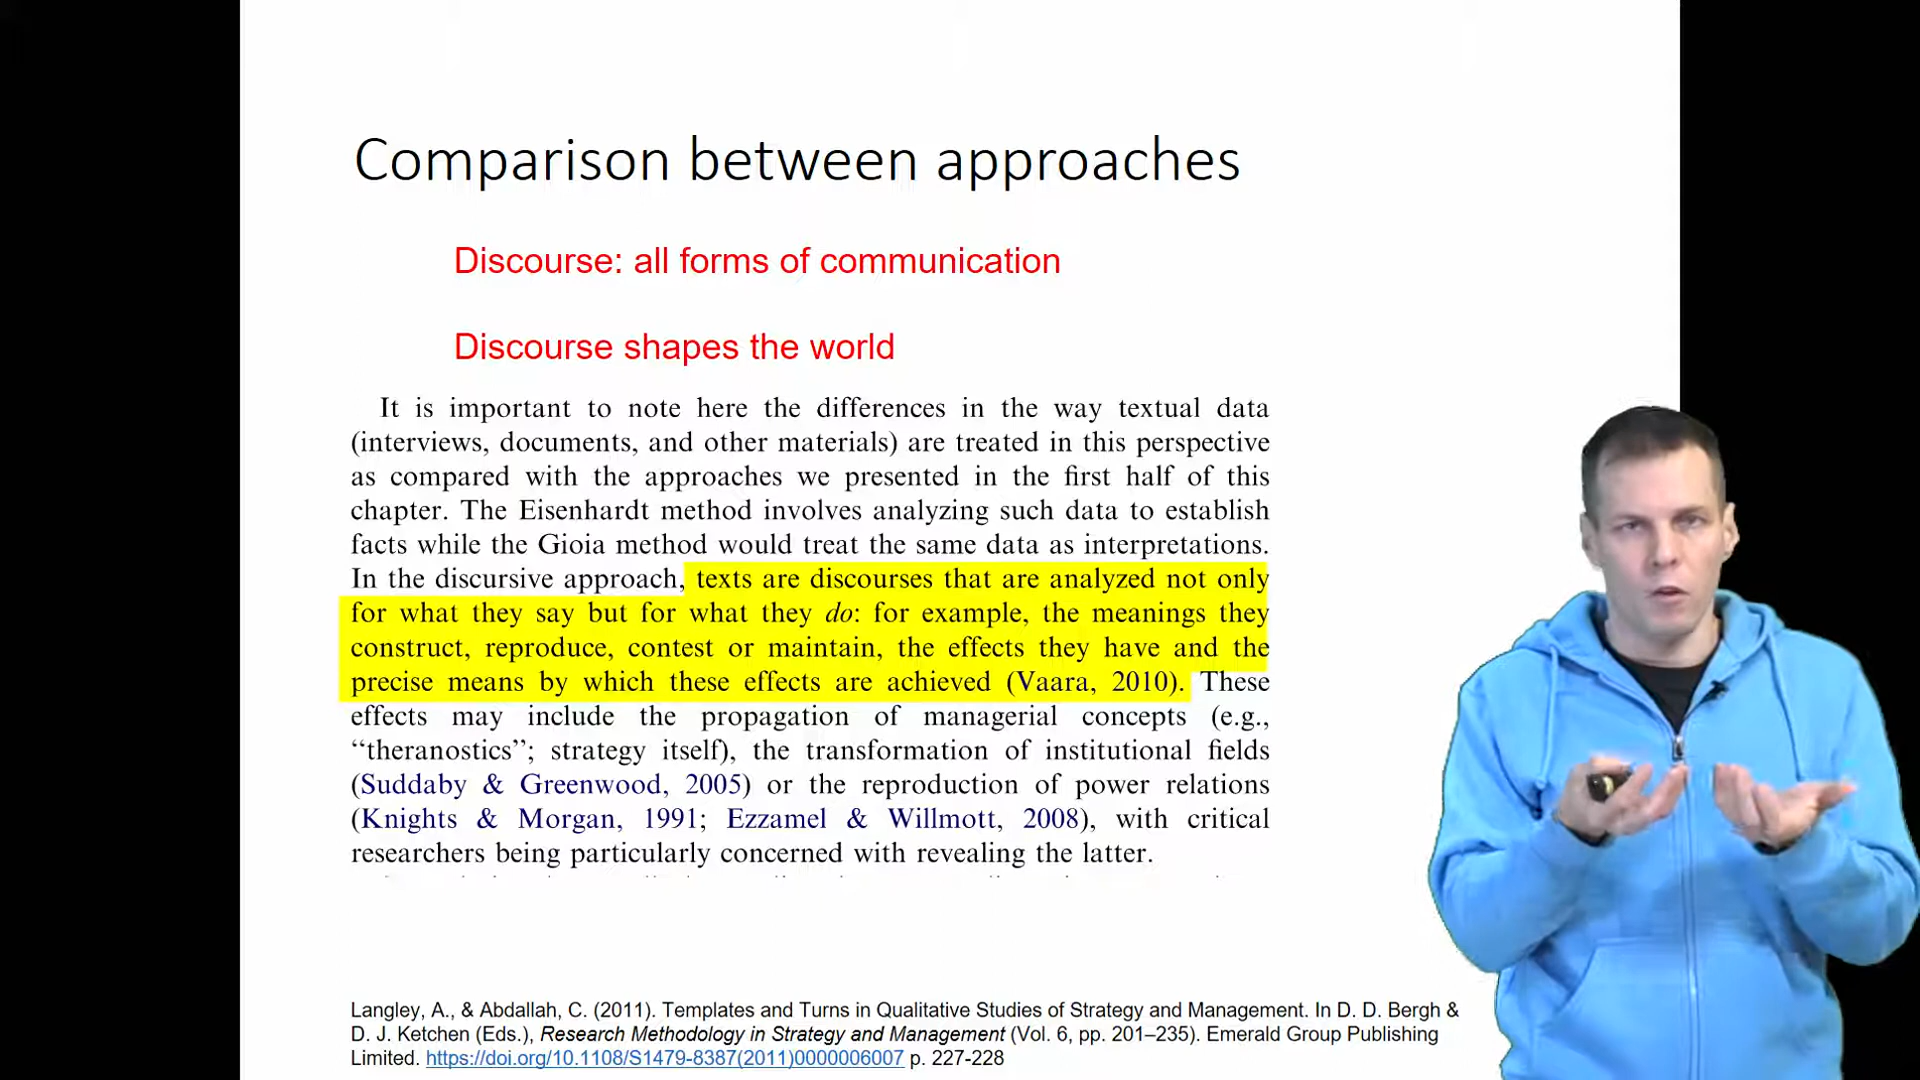 Comparison between approaches
Discourse: all forms of communication
Discourse shapes the world
It is important to note here the differences in the way textual data
(interviews, documents, and other materials) are treated in this perspective
as compared with the approaches we presented in the first half of this
chapter. The Eisenhardt method involves analyzing such data to establish
facts while the Gioia method would treat the same data as interpretations.
In the discursive approach, texts are discourses that are analyzed not only
for what they say but for what they do: for example, the meanings they
construct, reproduce, contest or maintain, the effects they have and the
precise means by which these effects are achieved (Vaara, 2010). These
effects may include the propagation of managerial concepts (e.g.,
‘‘theranostics’’; strategy itself), the transformation of institutional fields
(Suddaby & Greenwood, 2005) or the reproduction of power relations
(Knights & Morgan, 1991; Ezzamel & Willmott, 2008), with critical
researchers being particularly concerned with revealing the latter.
Langley, A., & Abdallah, C. (2011). Templates and Turns in Qualitative Studies of Strategy and Management. In D. D. Bergh &
D. J. Ketchen (Eds.), Research Methodology in Strategy and Management (Vol. 6, pp. 201–235). Emerald Group Publishing
Limited. https://doi.org/10.1108/S1479-8387(2011)0000006007 p. 227-228